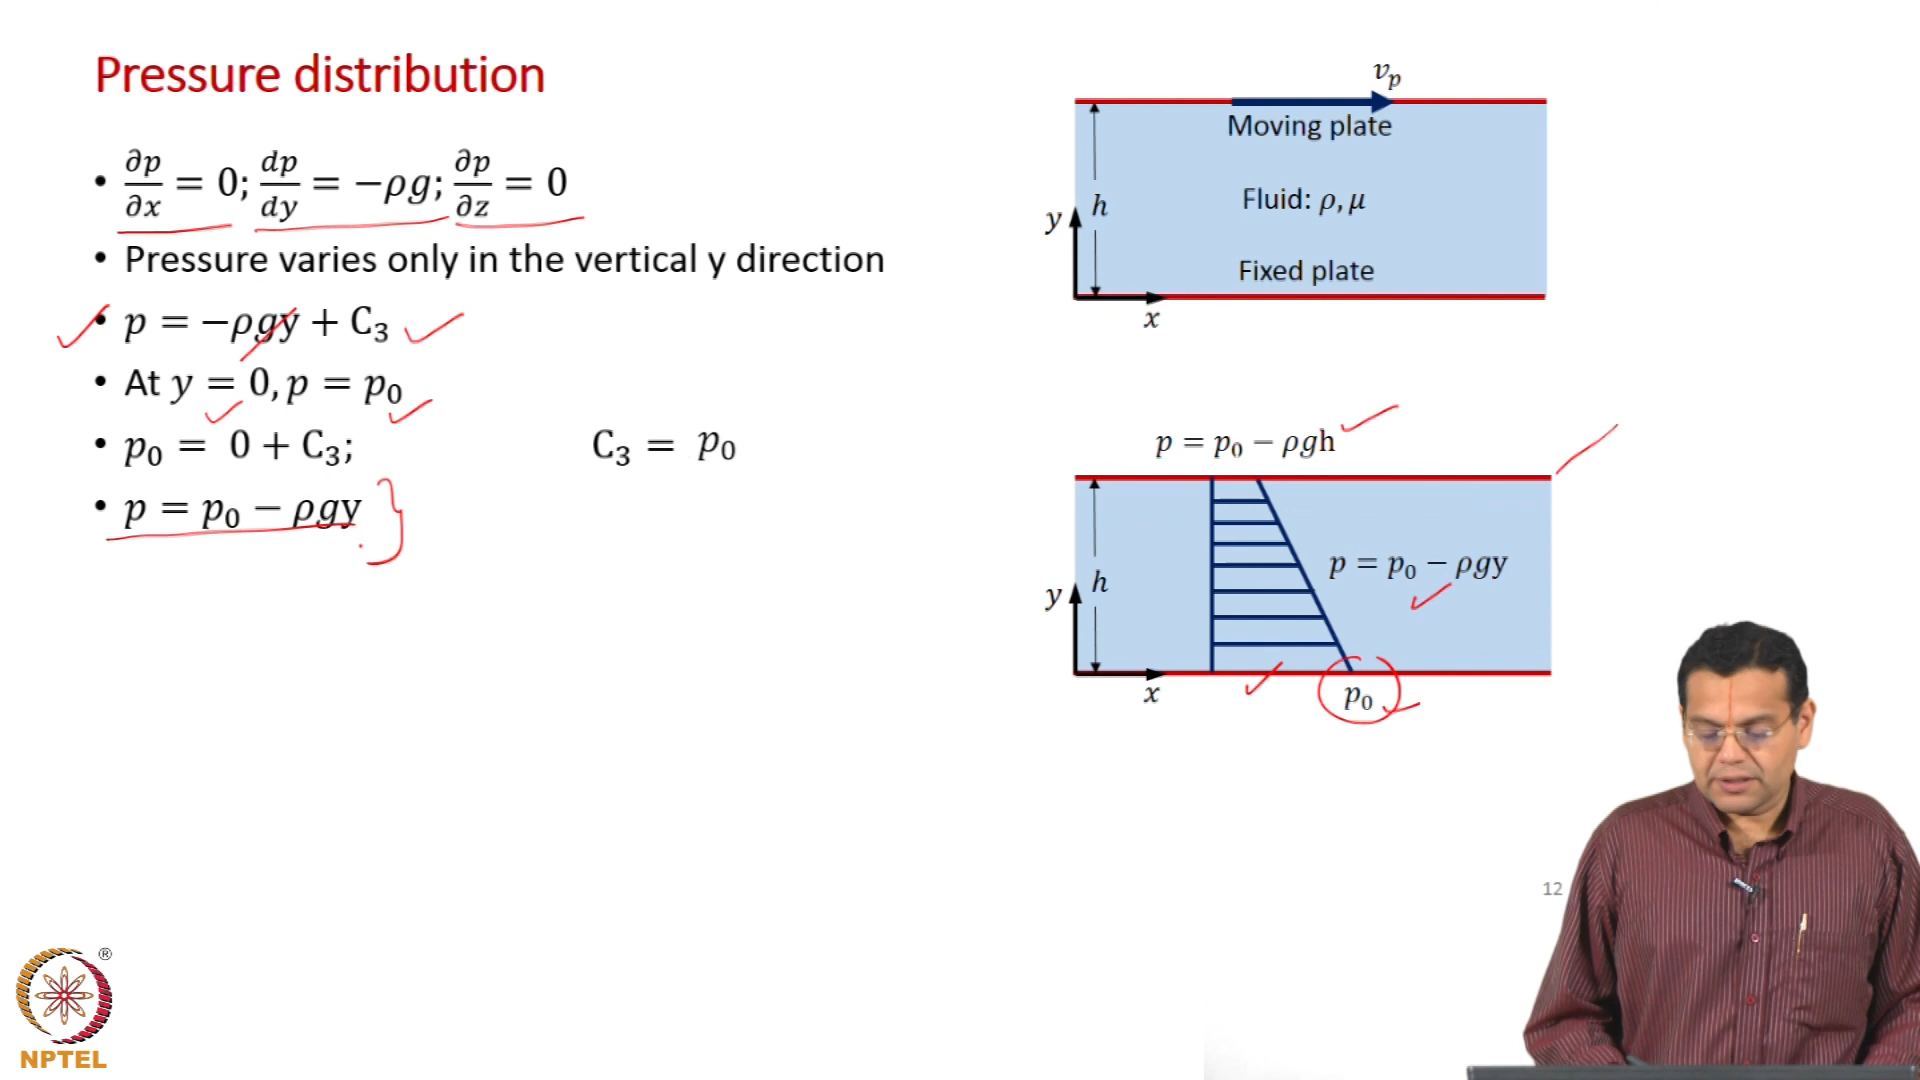 Pressure distribution
• ∂p/∂x = 0; dp/dy = −ρg; ∂p/∂z = 0
• Pressure varies only in the vertical y direction
• p = −ρgy + C₃
• At y = 0, p = p₀
• p₀ = 0 + C₃; C₃ = p₀
• p = p₀ − ρgy
vₚ
Moving plate
h
Fluid: ρ, μ
y
Fixed plate
x
p = p₀ − ρgh
h
p = p₀ − ρgy
y
x
p₀
12
®
NPTEL